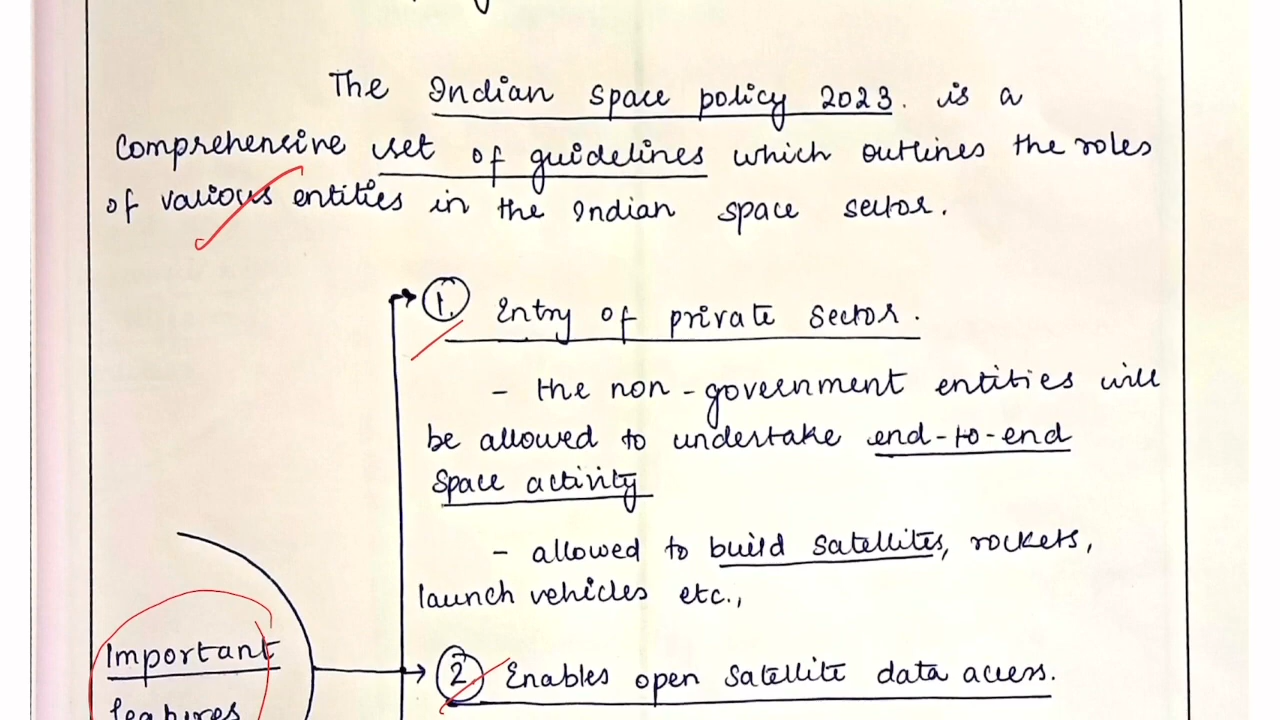 The Indian space policy 2023. is a
comprehensive set of guidelines which outlines the roles
of various entities in the Indian space sector.
1. Entry of private sector.
- the non-government entities will
be allowed to undertake end-to-end
space activity
- allowed to build satellites, rockets,
launch vehicles etc.,
Important
features
2. Enables open satellite data access.